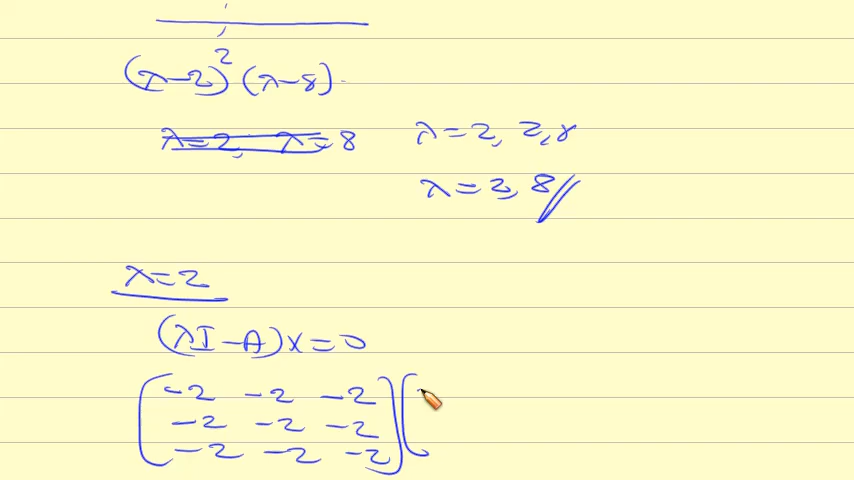 (λ-2)² (λ-8)
λ=2, λ=8 λ=2, 2,8
λ=2, 8//
λ=2
(λI-A)x=0
-2 -2 -2
-2 -2 -2
-2 -2 -2